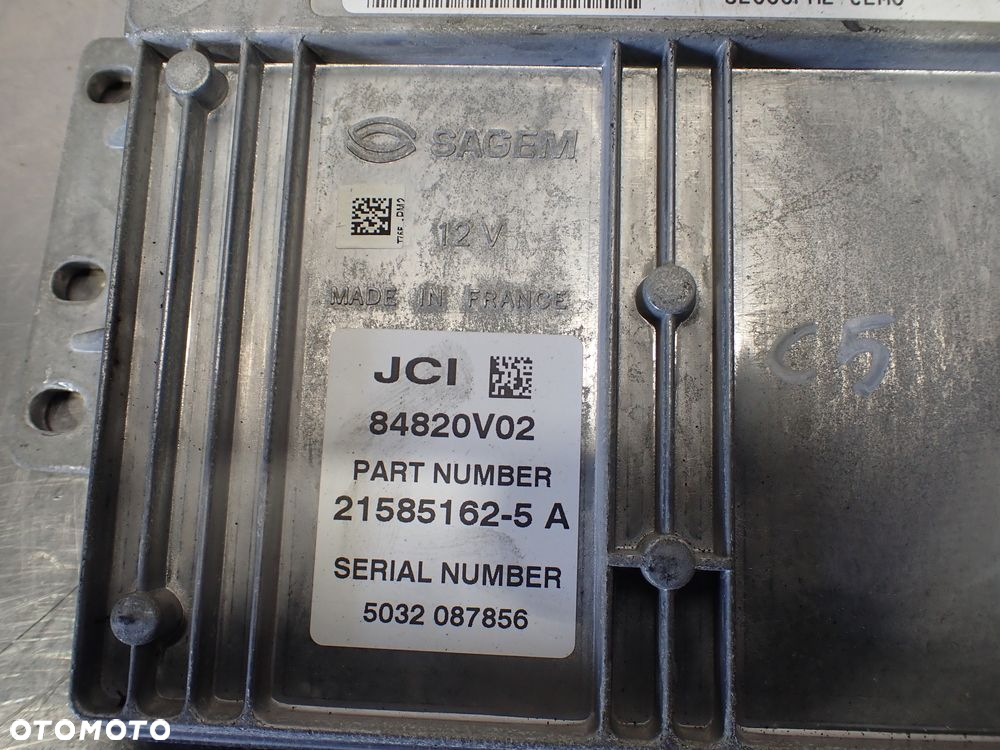 SAGEM
12 V
MADE IN FRANCE
C5
JCI
84820V02
PART NUMBER
21585162-5 A
SERIAL NUMBER
5032 087856
OTOMOTO